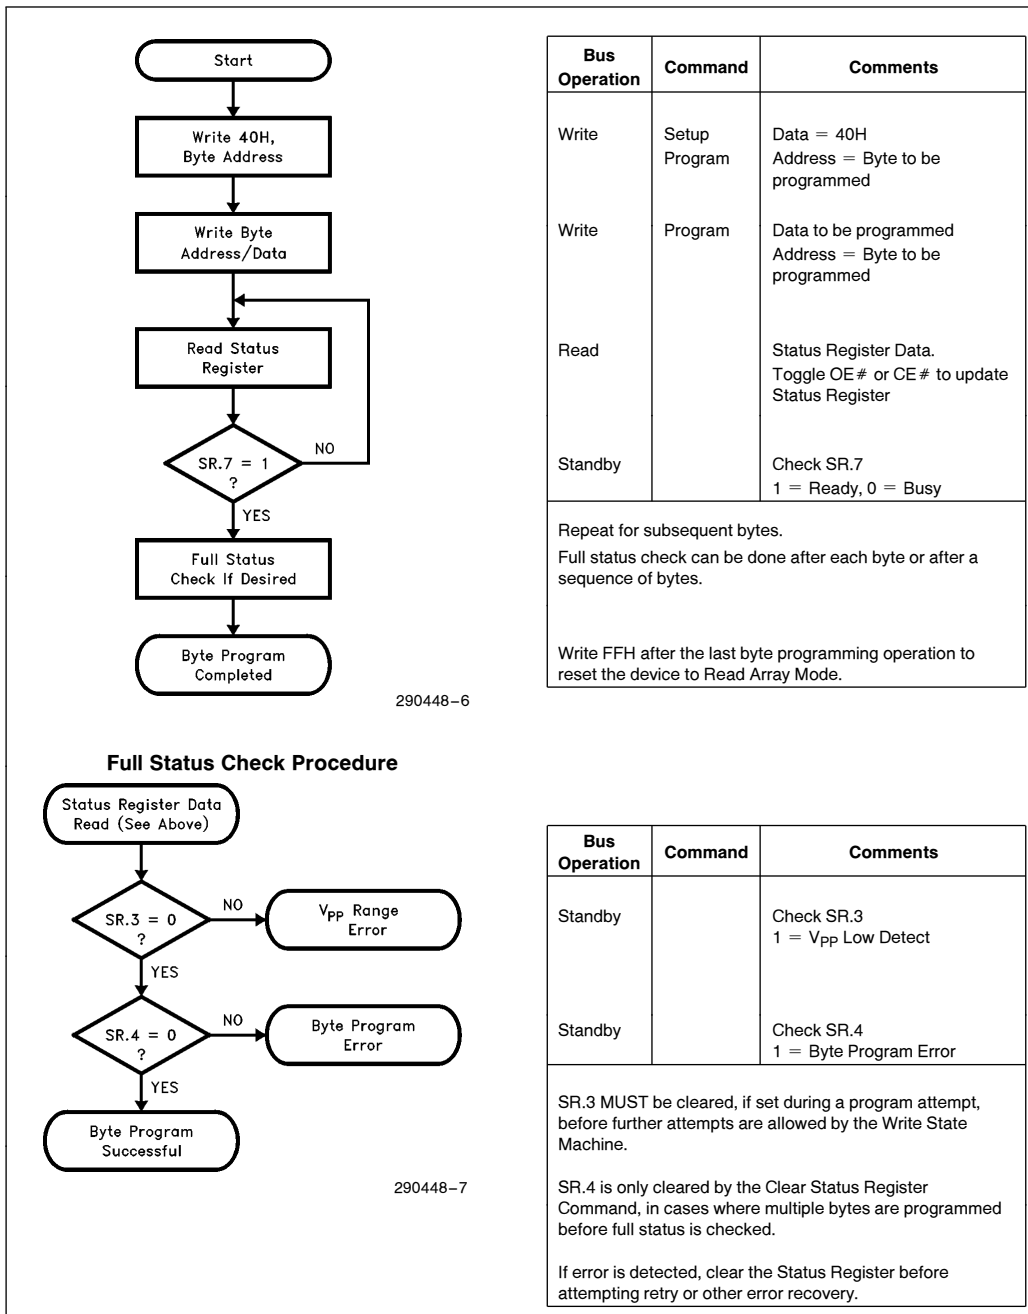 Start
Write 40H,
Byte Address
Write Byte
Address/Data
Read Status
Register
SR.7 = 1
?
NO
YES
Full Status
Check If Desired
Byte Program
Completed
290448–6
Bus
Operation
Command
Comments
Write
Setup
Program
Data = 40H
Address = Byte to be
programmed
Write
Program
Data to be programmed
Address = Byte to be
programmed
Read
Status Register Data.
Toggle OE# or CE# to update
Status Register
Standby
Check SR.7
1 = Ready, 0 = Busy
Repeat for subsequent bytes.
Full status check can be done after each byte or after a
sequence of bytes.
Write FFH after the last byte programming operation to
reset the device to Read Array Mode.
Full Status Check Procedure
Status Register Data
Read (See Above)
SR.3 = 0
?
NO
VPP Range
Error
YES
SR.4 = 0
?
NO
Byte Program
Error
YES
Byte Program
Successful
290448–7
Bus
Operation
Command
Comments
Standby
Check SR.3
1 = VPP Low Detect
Standby
Check SR.4
1 = Byte Program Error
SR.3 MUST be cleared, if set during a program attempt,
before further attempts are allowed by the Write State
Machine.
SR.4 is only cleared by the Clear Status Register
Command, in cases where multiple bytes are programmed
before full status is checked.
If error is detected, clear the Status Register before
attempting retry or other error recovery.